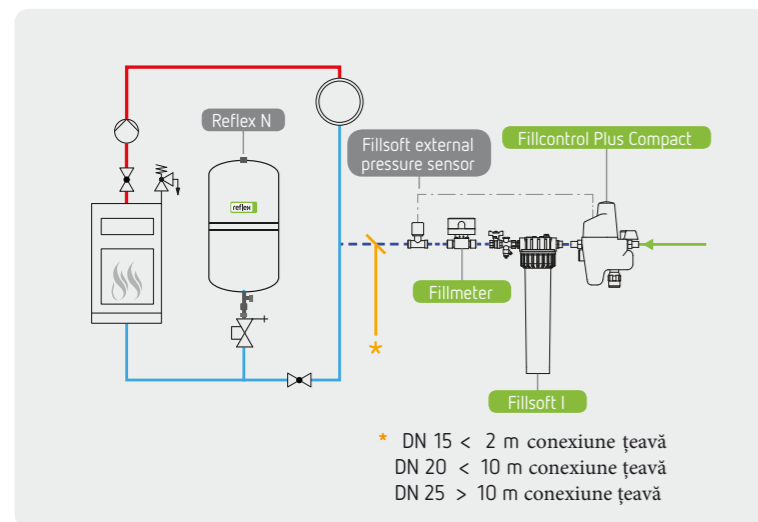 Reflex N
reflex
Fillsoft external
pressure sensor
Fillcontrol Plus Compact
Fillmeter
Fillsoft I
*
* DN 15 < 2 m conexiune țeavă
DN 20 < 10 m conexiune țeavă
DN 25 > 10 m conexiune țeavă